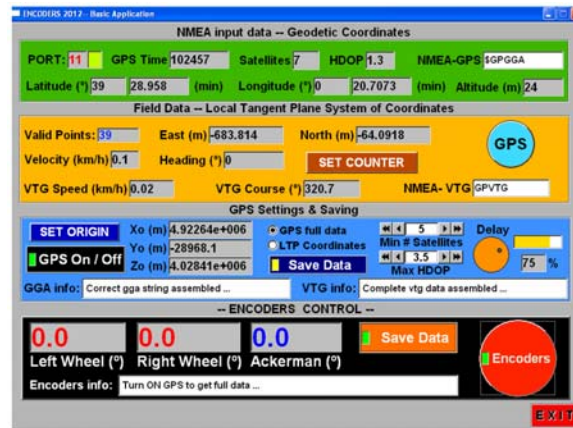 ENCODERS 2012 - Basic Application
NMEA input data -- Geodetic Coordinates
PORT: 11 GPS Time 102457 Satellites 7 HDOP 1.3 NMEA-GPS $GPGGA
Latitude (º) 39 28.958 (min) Longitude (º) 0 20.7073 (min) Altitude (m) 24
Field Data -- Local Tangent Plane System of Coordinates
Valid Points: 39 East (m) -683.814 North (m) -64.0918 GPS
Velocity (km/h) 0.1 Heading (º) 0 SET COUNTER
VTG Speed (km/h) 0.02 VTG Course (º) 320.7 NMEA- VTG GPVTG
GPS Settings & Saving
SET ORIGIN Xo (m) 4.92264e+006 GPS full data 5 Delay
GPS On / Off Yo (m) -28968.1 LTP Coordinates Min # Satellites
Zo (m) 4.02841e+006 Save Data 3.5 75 %
Max HDOP
GGA info: Correct gga string assembled ... VTG info: Complete vtg data assembled ...
-- ENCODERS CONTROL --
0.0 0.0 0.0 Save Data
Left Wheel (º) Right Wheel (º) Ackerman (º) Encoders
Encoders info: Turn ON GPS to get full data ...
EXIT